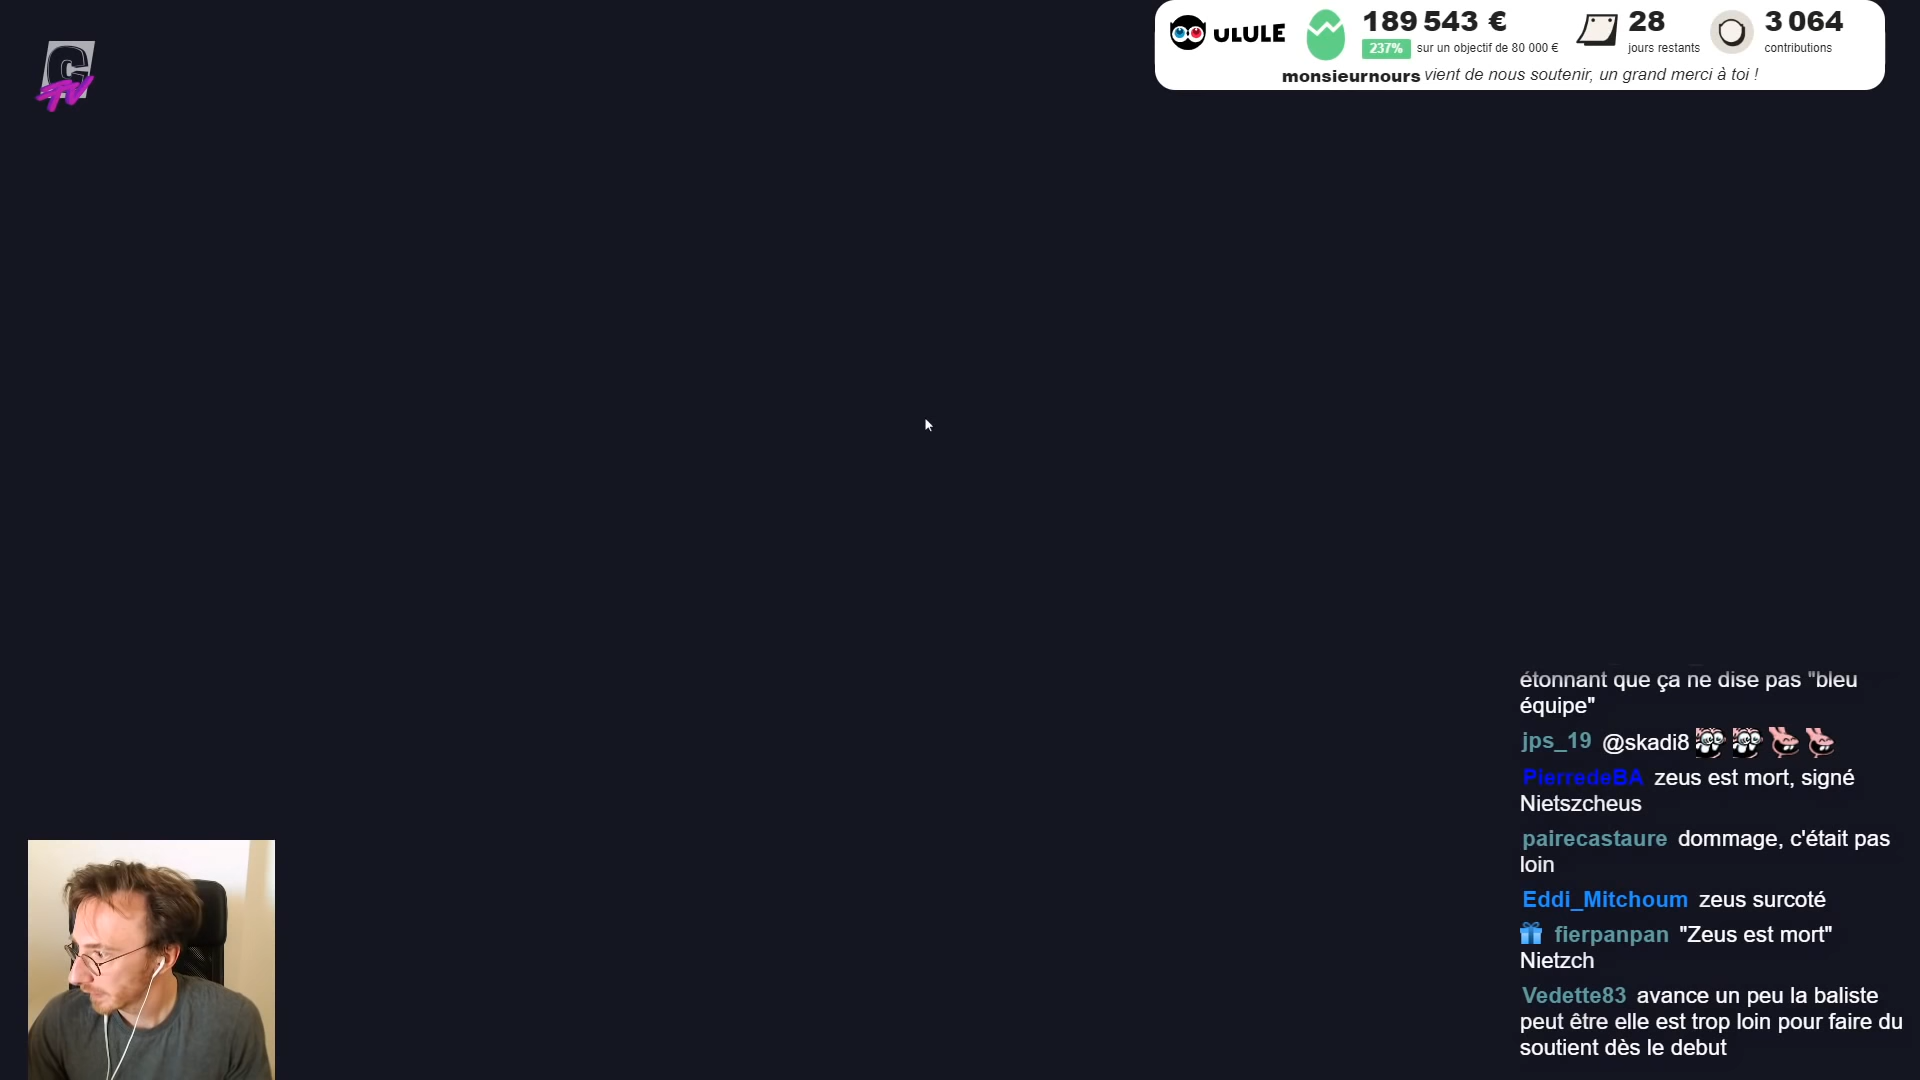 C
TV
ULULE
189 543 €
237% sur un objectif de 80 000 €
28
jours restants
3 064
contributions
monsieurnours vient de nous soutenir, un grand merci à toi !
étonnant que ça ne dise pas "bleu
équipe"
jps_19 @skadi8
PierredeBA zeus est mort, signé
Nietszcheus
pairecastaure dommage, c'était pas
loin
Eddi_Mitchoum zeus surcoté
fierpanpan "Zeus est mort"
Nietzch
Vedette83 avance un peu la baliste
peut être elle est trop loin pour faire du
soutient dès le debut